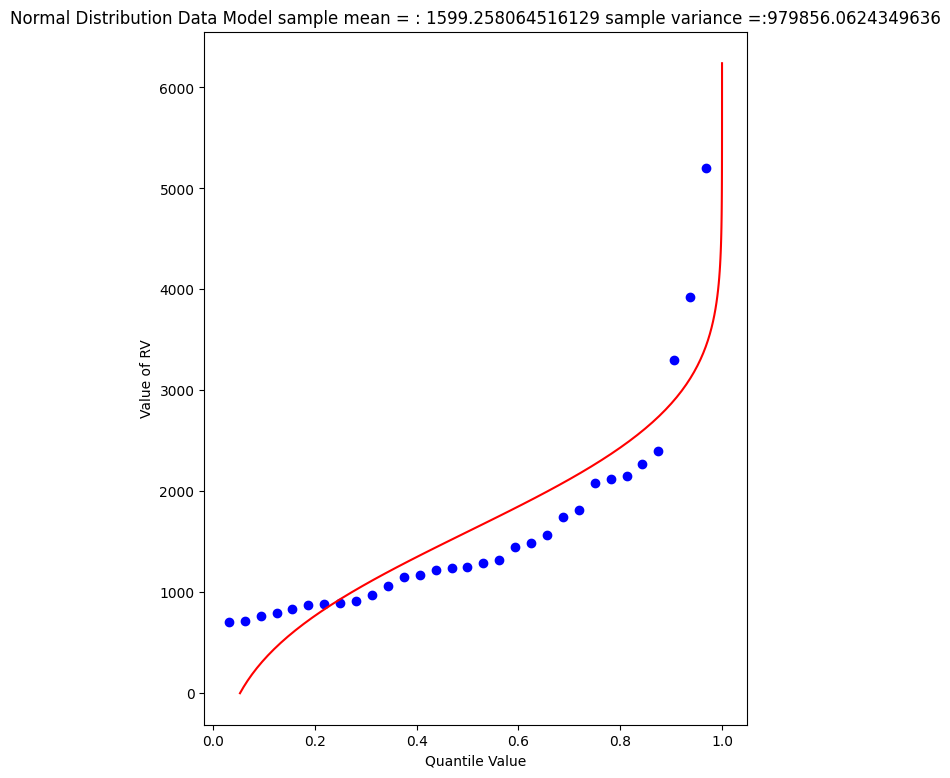 Normal Distribution Data Model sample mean = : 1599.258064516129 sample variance =:979856.0624349636
6000
5000
4000
3000
2000
1000
0
Value of RV
0.0 0.2 0.4 0.6 0.8 1.0
Quantile Value